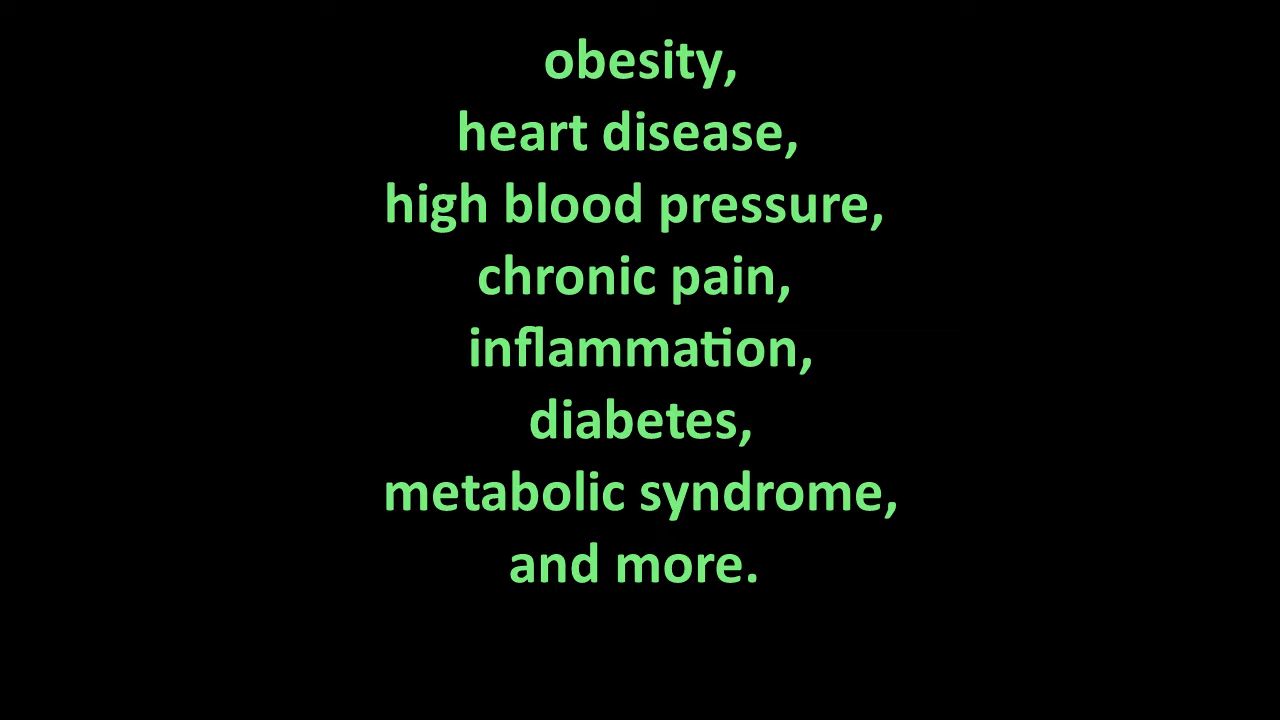 obesity,
heart disease,
high blood pressure,
chronic pain,
inflammation,
diabetes,
metabolic syndrome,
and more.